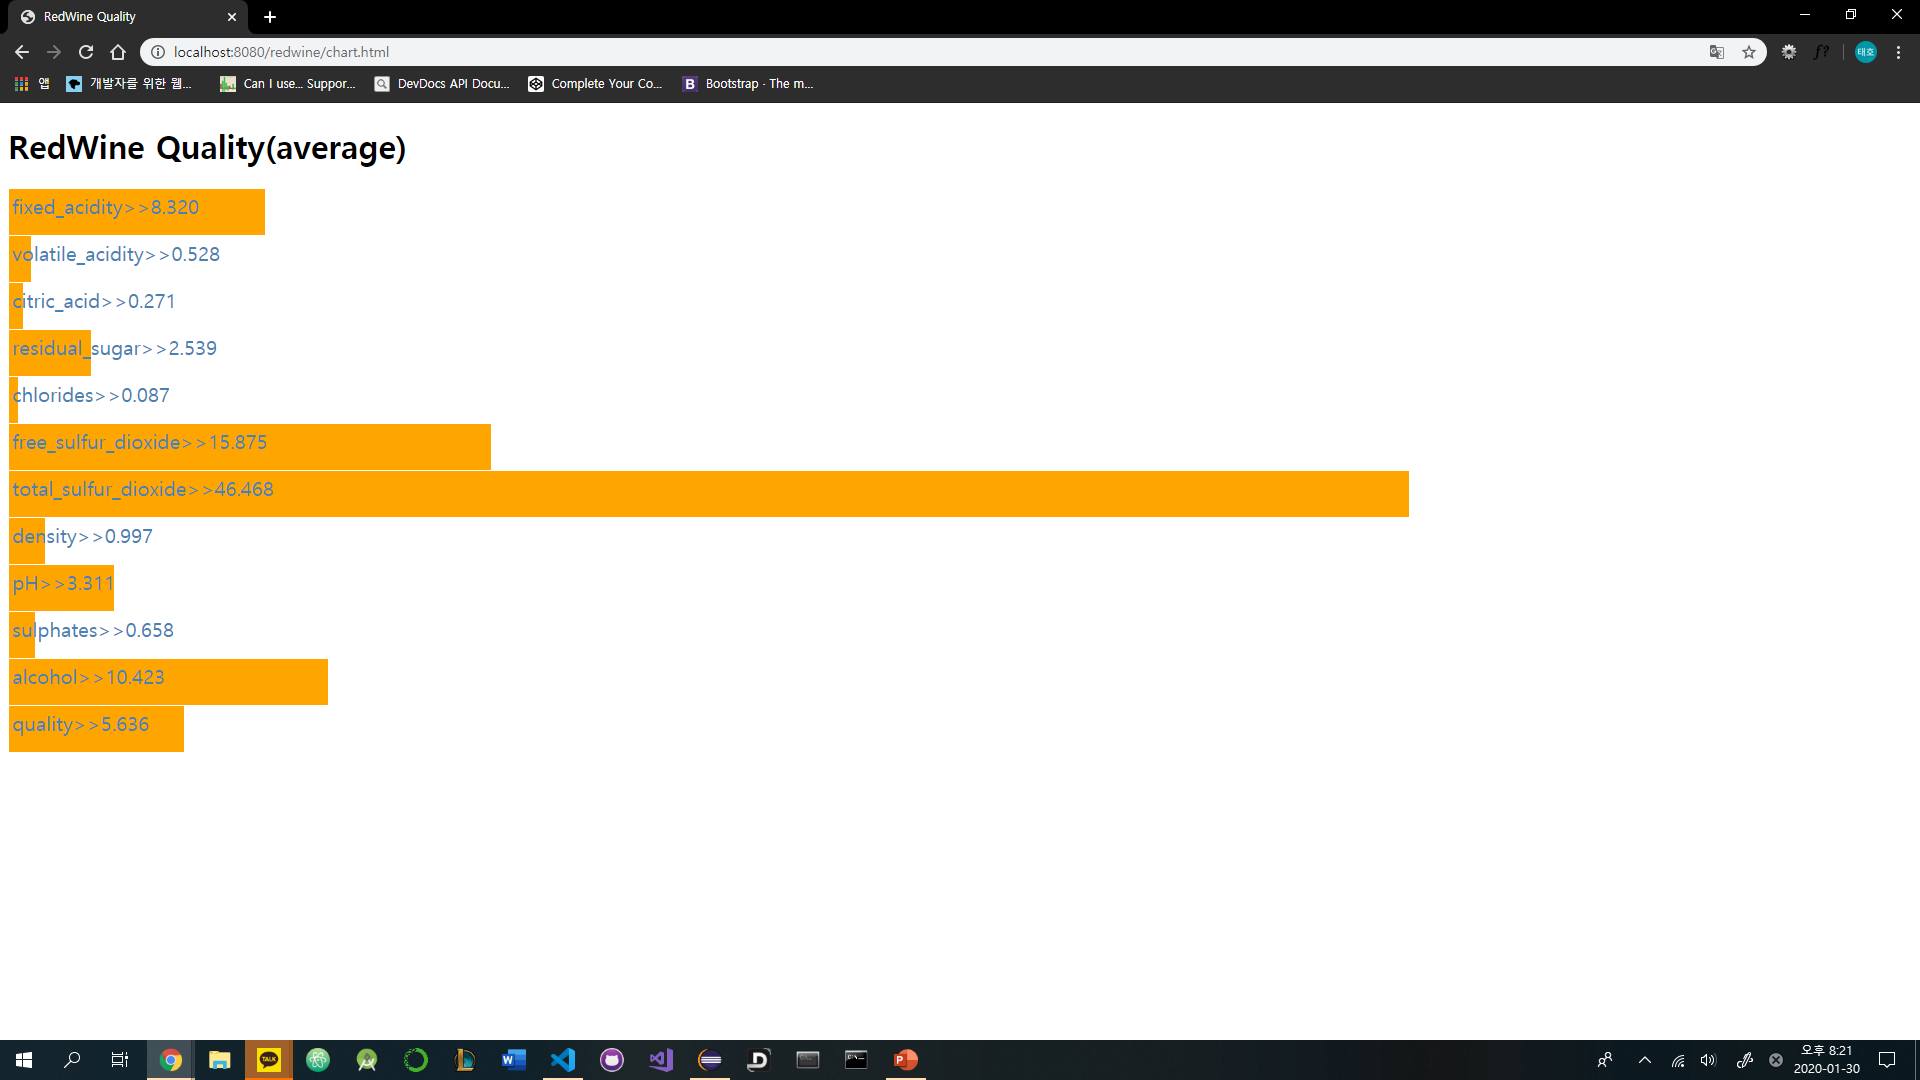 RedWine Quality
localhost:8080/redwine/chart.html
태호
앱
개발자를 위한 웹...
Can I use... Suppor...
DevDocs API Docu...
Complete Your Co...
B
Bootstrap · The m...
RedWine Quality(average)
fixed_acidity>>8.320
volatile_acidity>>0.528
citric_acid>>0.271
residual_sugar>>2.539
chlorides>>0.087
free_sulfur_dioxide>>15.875
total_sulfur_dioxide>>46.468
density>>0.997
pH>>3.311
sulphates>>0.658
alcohol>>10.423
quality>>5.636
TALK
오후 8:21
2020-01-30